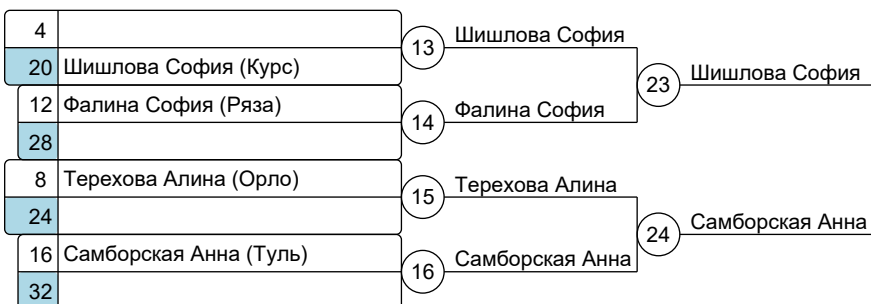 4
20 Шишлова София (Курс)
12 Фалина София (Ряза)
28
8 Терехова Алина (Орло)
24
16 Самборская Анна (Туль)
32
13 Шишлова София
14 Фалина София
15 Терехова Алина
16 Самборская Анна
23 Шишлова София
24 Самборская Анна